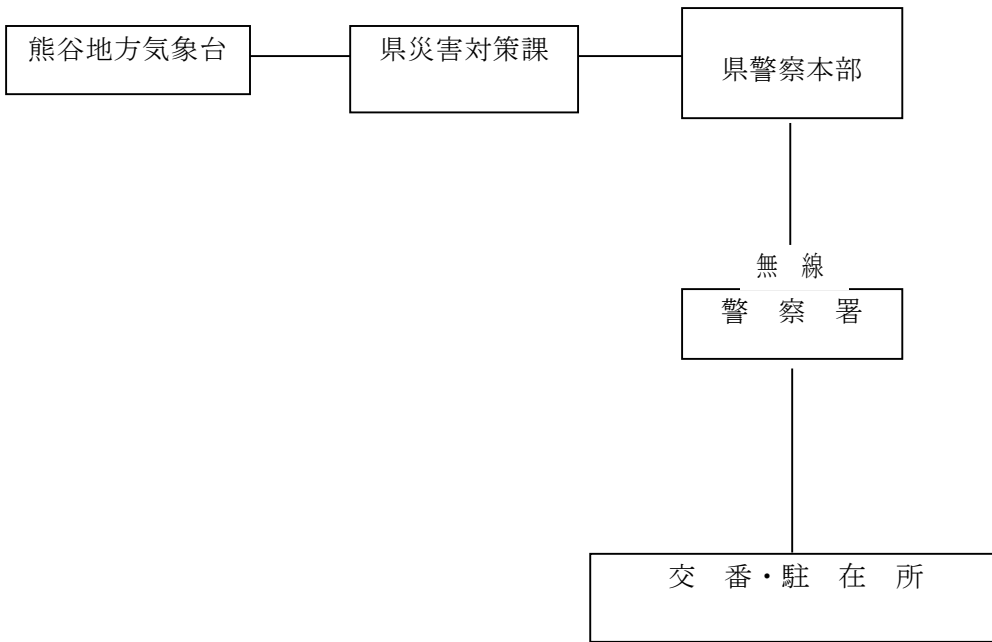 熊谷地方気象台
県災害対策課
県警察本部
無　線
警　察　署
交　番・駐　在　所